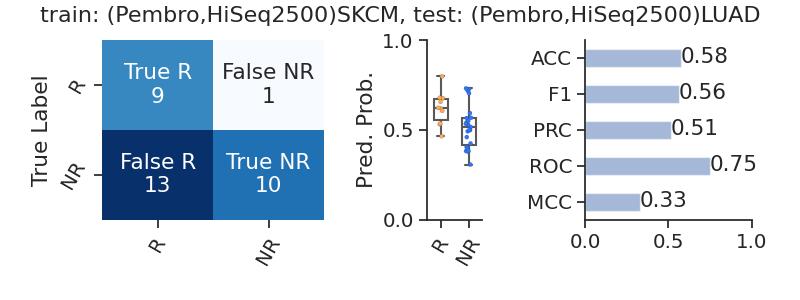 train: (Pembro,HiSeq2500)SKCM, test: (Pembro,HiSeq2500)LUAD
True Label
R
NR
True R
9
False NR
1
False R
13
True NR
10
R
NR
Pred. Prob.
1.0
0.5
0.0
R
NR
ACC
0.58
F1
0.56
PRC
0.51
ROC
0.75
MCC
0.33
0.0
0.5
1.0